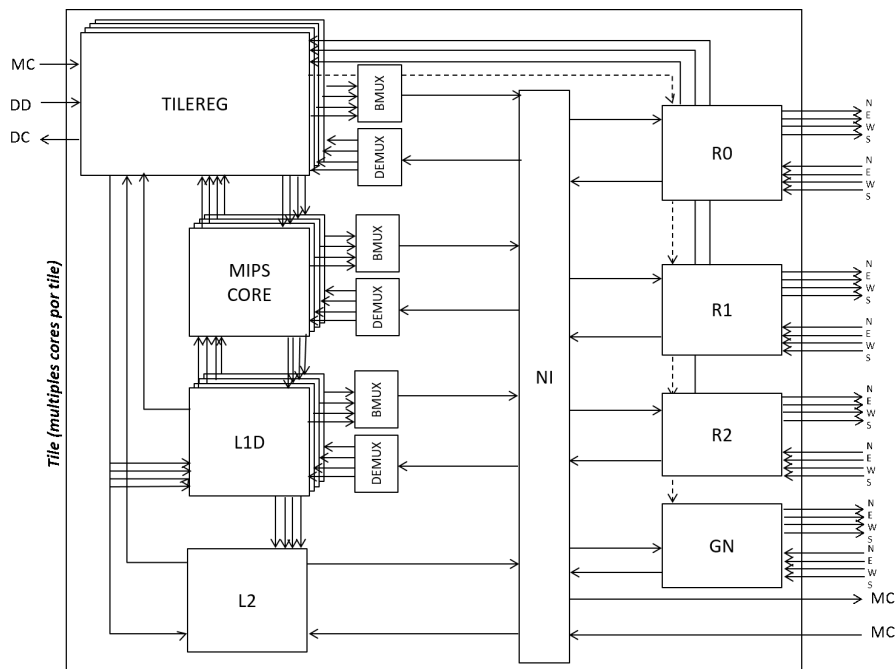 MC
DD
DC
TILEREG
BMUX
DEMUX
MIPS
CORE
BMUX
DEMUX
L1D
BMUX
DEMUX
L2
NI
R0
N
E
W
S
N
E
W
S
R1
N
E
W
S
N
E
W
S
R2
N
E
W
S
N
E
W
S
GN
N
E
W
S
N
E
W
S
MC
MC
Tile (multiples cores por tile)